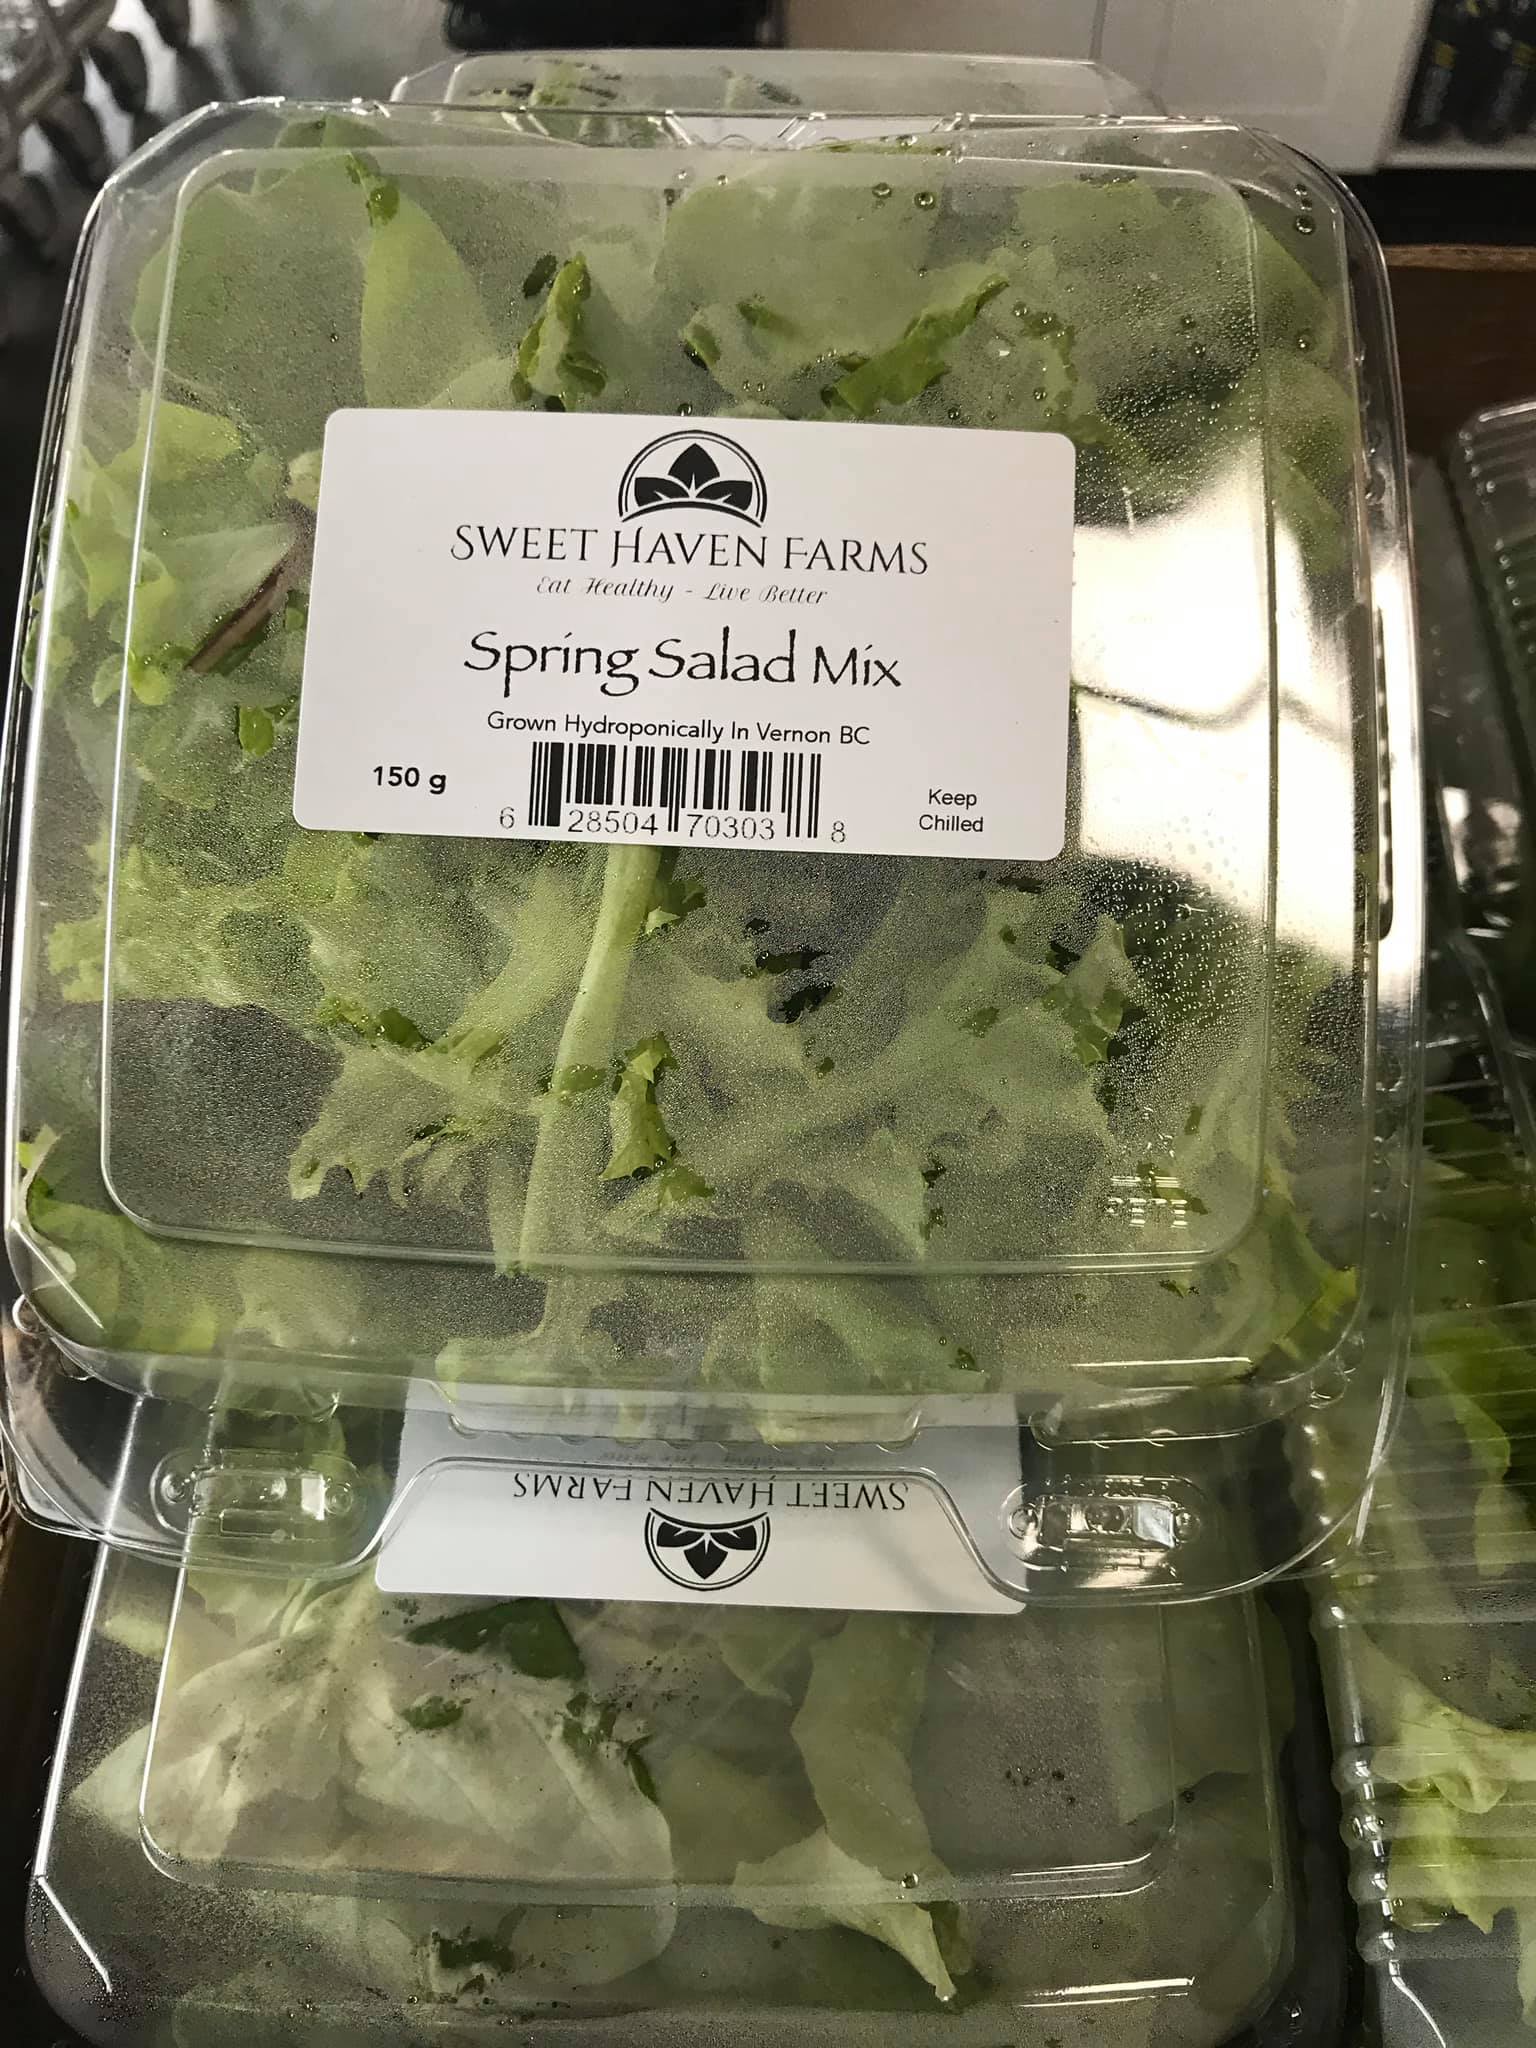 SWEET HAVEN FARMS
Eat Healthy - Live Better
Spring Salad Mix
Grown Hydroponically In Vernon BC
150 g
6 28504 70303 8
Keep
Chilled
SWEET HAVEN FARMS